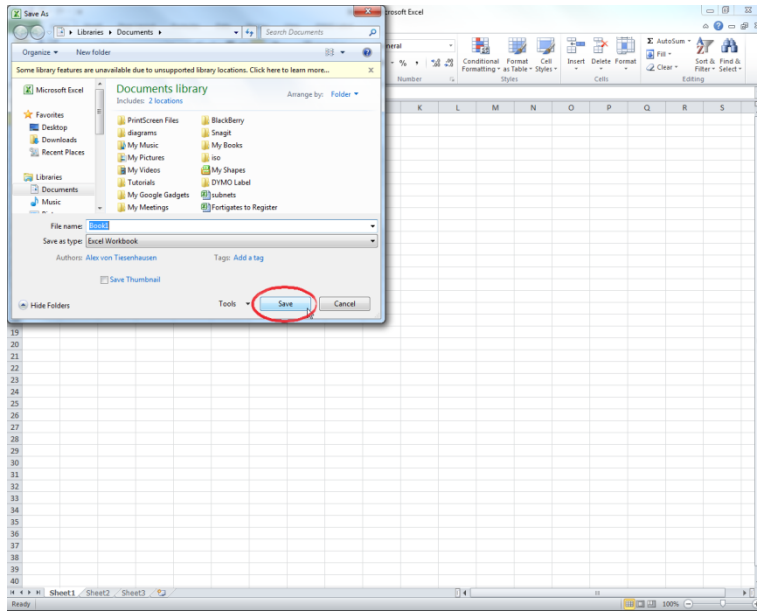 Save As
crosoft Excel
Libraries ▸ Documents ▸
Search Documents
Organize ▾ New folder
Some library features are unavailable due to unsupported library locations. Click here to learn more...
Microsoft Excel
Favorites
Desktop
Downloads
Recent Places
Libraries
Documents
Music
Documents library
Includes: 2 locations
Arrange by: Folder ▾
PrintScreen Files
diagrams
My Music
My Pictures
My Videos
Tutorials
My Google Gadgets
My Meetings
BlackBerry
Snagit
My Books
iso
My Shapes
DYMO Label
subnets
Fortigates to Register
File name: Book1
Save as type: Excel Workbook
Authors: Alex von Tiesenhausen Tags: Add a tag
Save Thumbnail
Hide Folders Tools ▾ Save Cancel
neral
% ,
Number
Conditional Formatting ▾
Format as Table ▾
Cell Styles ▾
Styles
Insert Delete Format
Cells
Σ AutoSum ▾
Fill ▾
Clear ▾
Sort & Filter ▾
Find & Select ▾
Editing
K L M N O P Q R S
19
20
21
22
23
24
25
26
27
28
29
30
31
32
33
34
35
36
37
38
39
40
Sheet1 Sheet2 Sheet3
Ready 100%